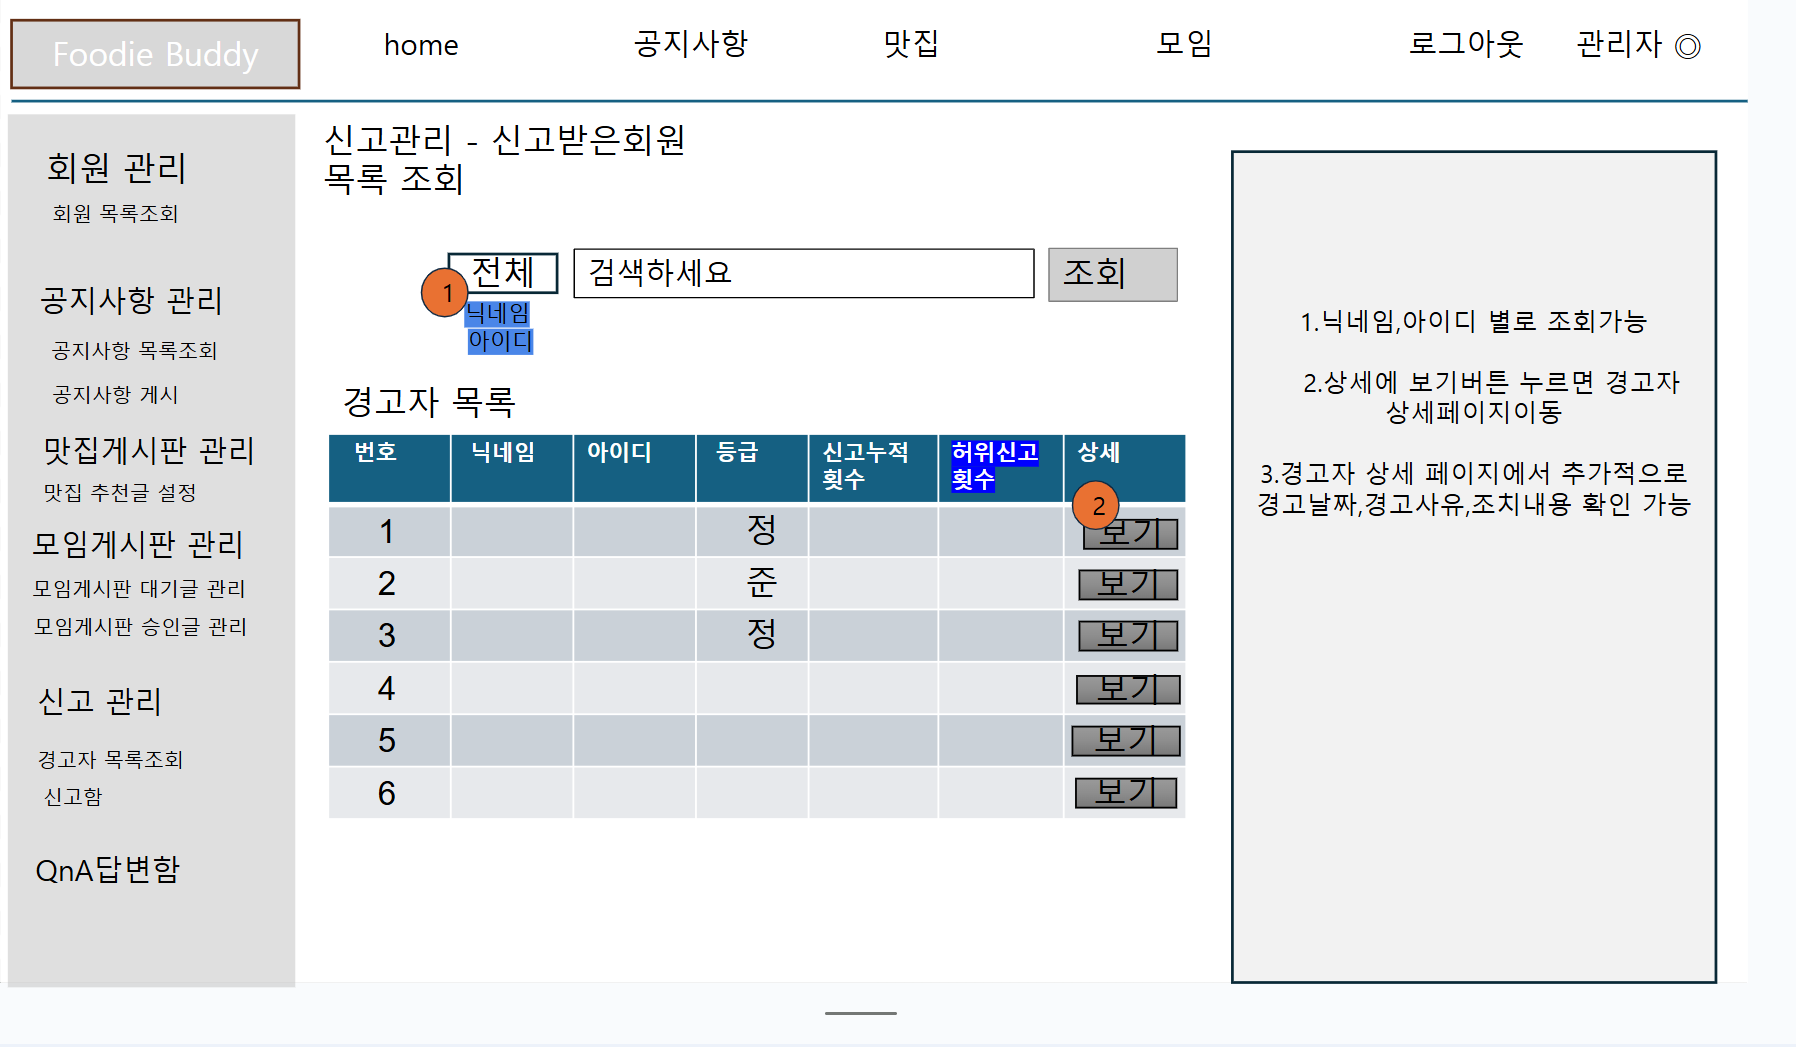 Foodie Buddy
home
공지사항
맛집
모임
로그아웃
관리자 ◎
회원 관리
회원 목록조회
공지사항 관리
공지사항 목록조회
공지사항 게시
맛집게시판 관리
맛집 추천글 설정
모임게시판 관리
모임게시판 대기글 관리
모임게시판 승인글 관리
신고 관리
경고자 목록조회
신고함
QnA답변함
신고관리 - 신고받은회원
목록 조회
전체
검색하세요
조회
1
닉네임
아이디
경고자 목록
번호 닉네임 아이디 등급 신고누적 허위신고 상세
횟수 횟수
2
1 정 보기
2 준 보기
3 정 보기
4 보기
5 보기
6 보기
1.닉네임,아이디 별로 조회가능
2.상세에 보기버튼 누르면 경고자
상세페이지이동
3.경고자 상세 페이지에서 추가적으로
경고날짜,경고사유,조치내용 확인 가능